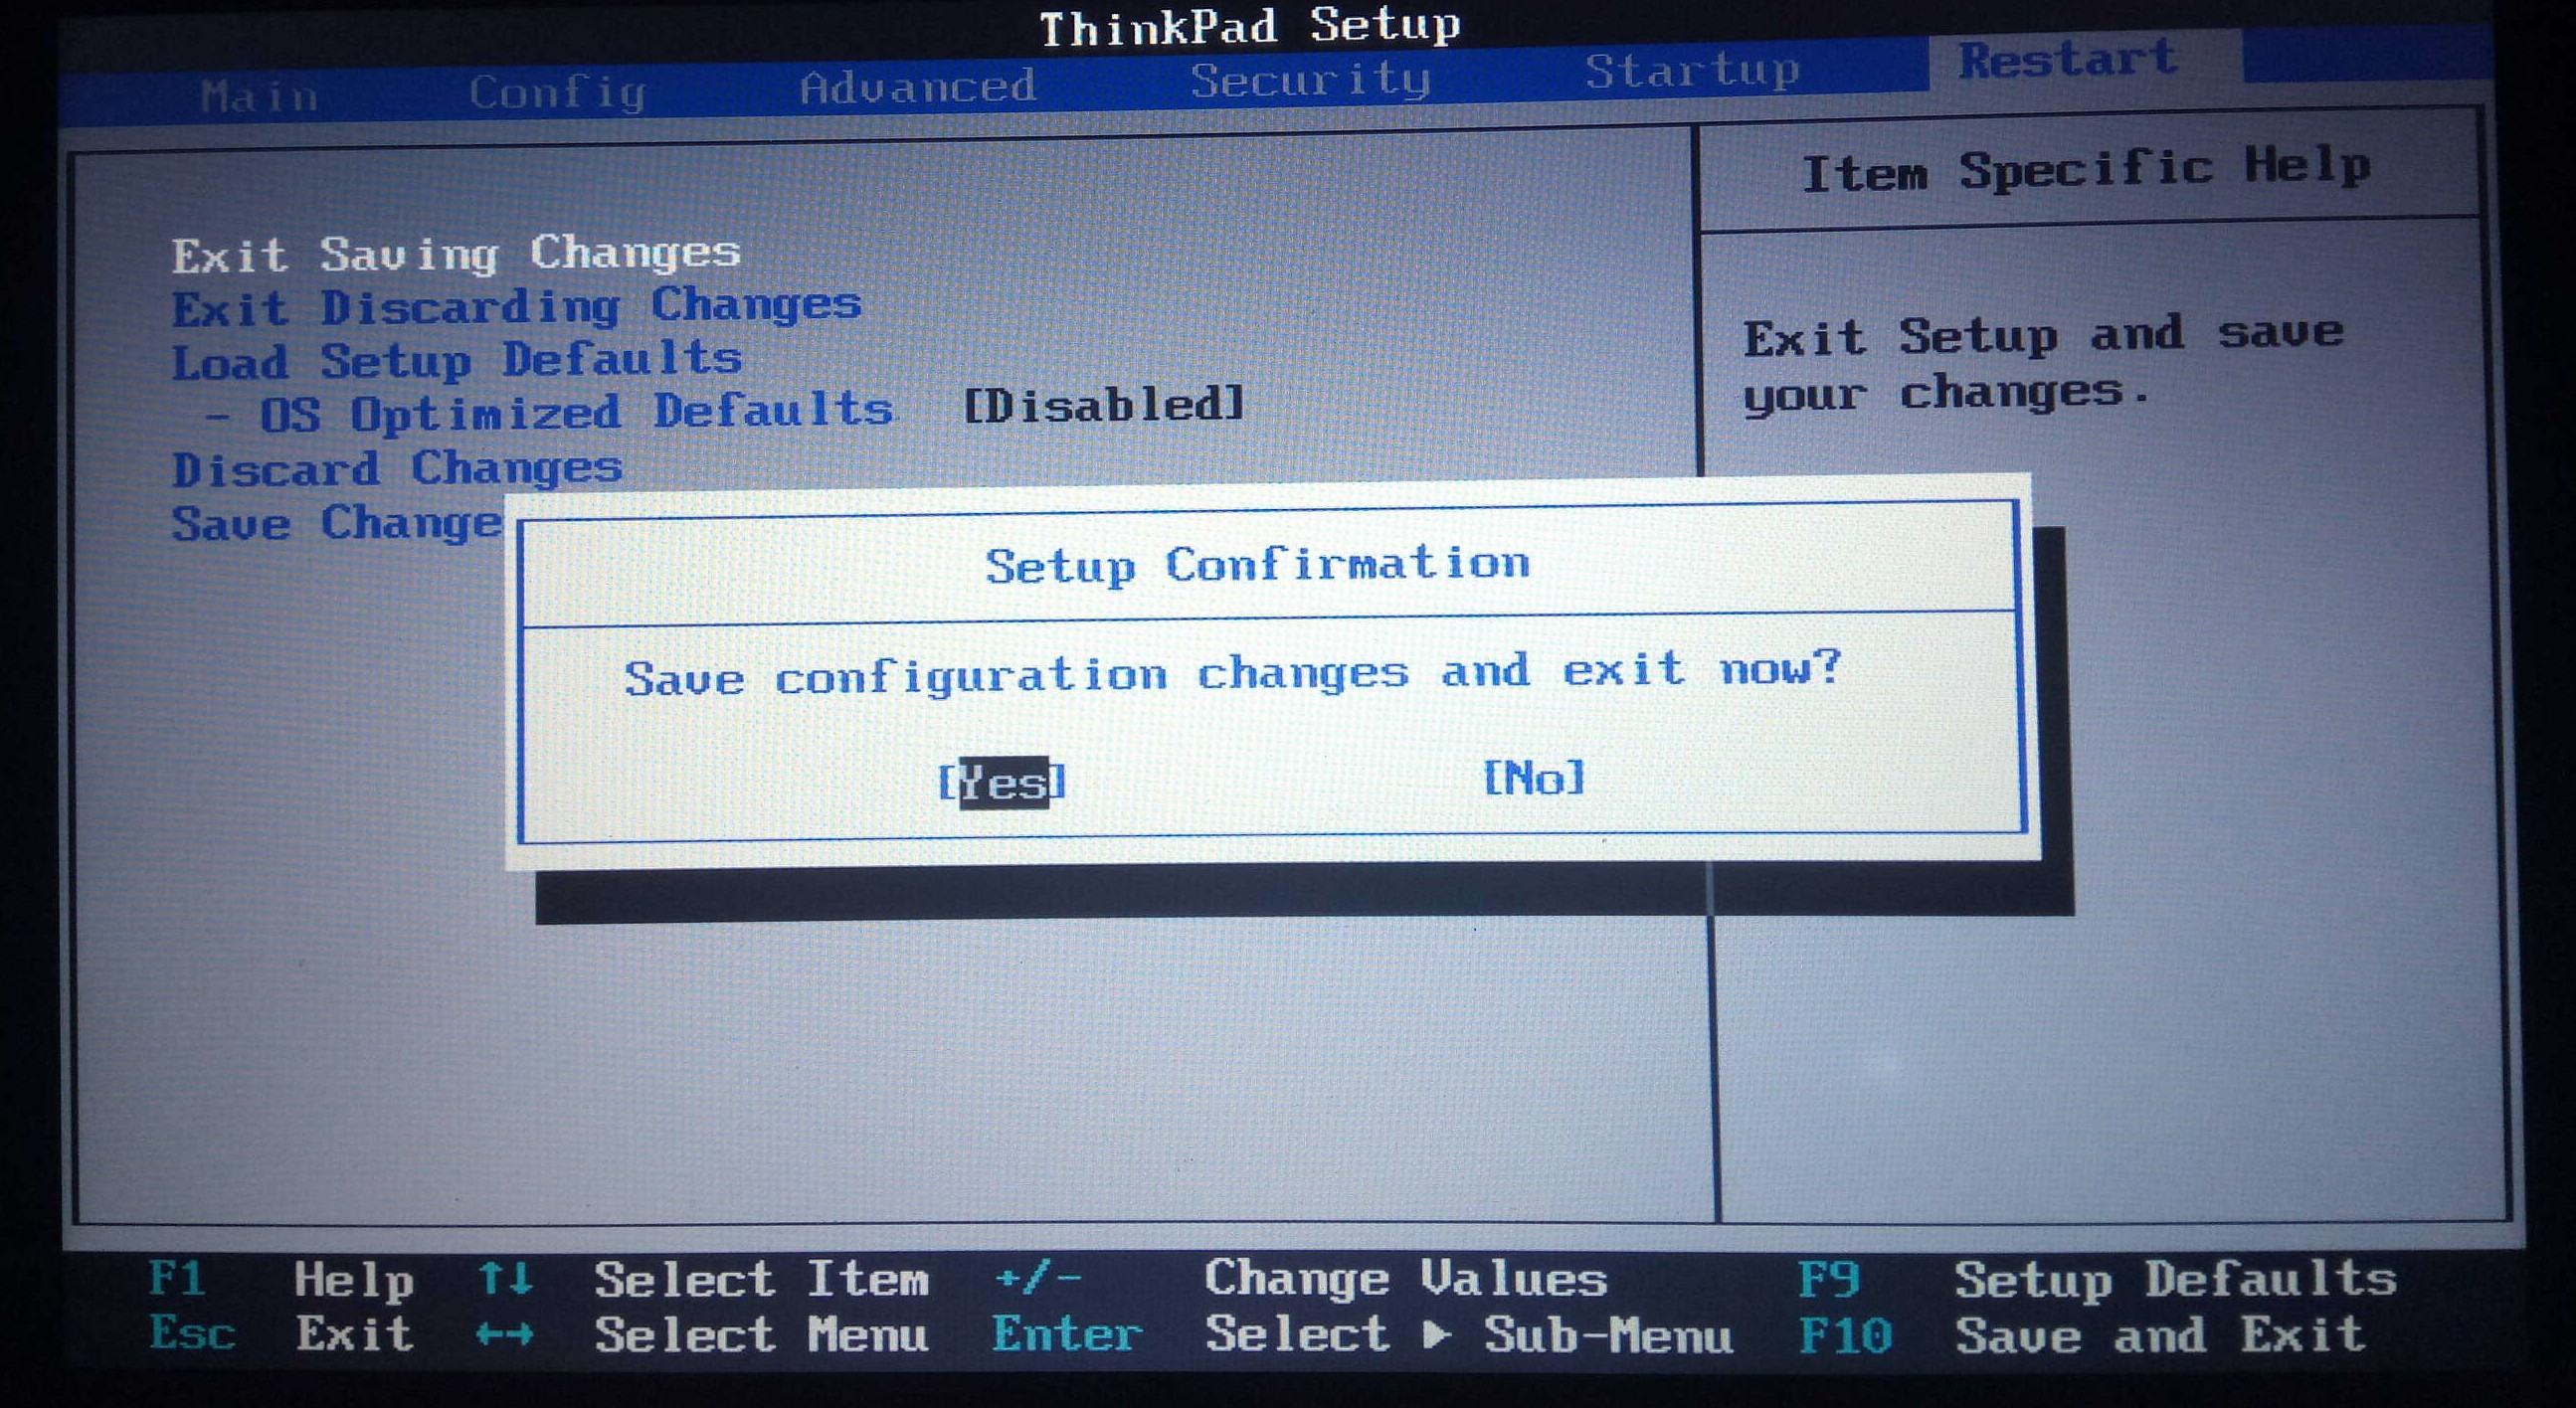 ThinkPad Setup
Main Config Advanced Security Startup Restart
Item Specific Help
Exit Saving Changes
Exit Discarding Changes
Load Setup Defaults
- OS Optimized Defaults [Disabled]
Discard Changes
Save Change
Exit Setup and save
your changes.
Setup Confirmation
Save configuration changes and exit now?
[Yes] [No]
F1 Help ↑↓ Select Item +/- Change Values F9 Setup Defaults
Esc Exit ←→ Select Menu Enter Select ▶ Sub-Menu F10 Save and Exit